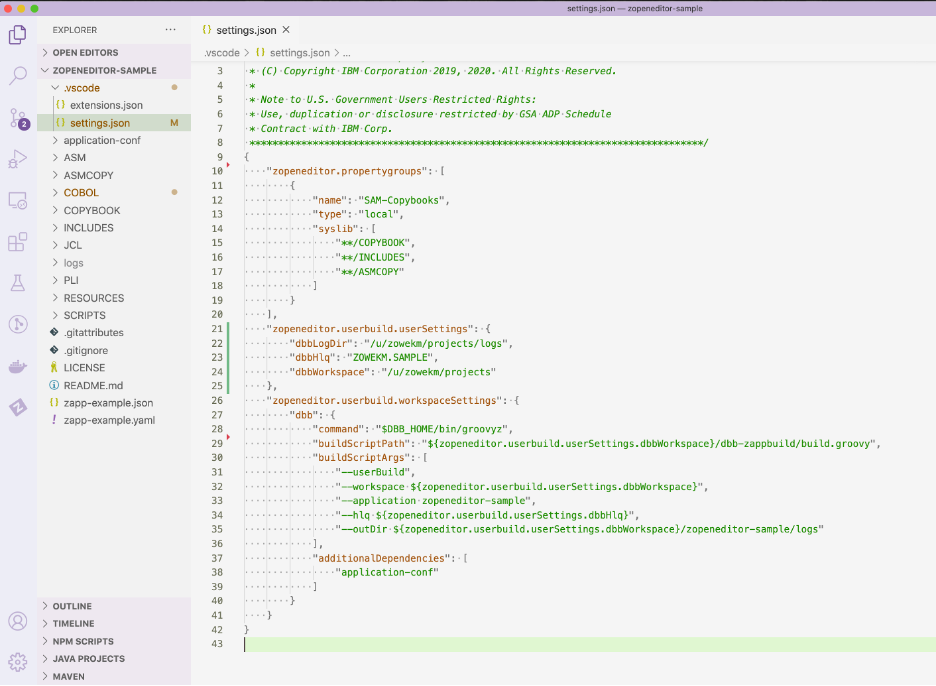 settings.json — zopeneditor-sample
EXPLORER
OPEN EDITORS
ZOPENEDITOR-SAMPLE
.vscode
extensions.json
settings.json M
application-conf
ASM
ASMCOPY
COBOL
COPYBOOK
INCLUDES
JCL
logs
PLI
RESOURCES
SCRIPTS
.gitattributes
.gitignore
LICENSE
README.md
zapp-example.json
zapp-example.yaml
OUTLINE
TIMELINE
NPM SCRIPTS
JAVA PROJECTS
MAVEN
2
settings.json
.vscode > {} settings.json > ...
3 * (C) Copyright IBM Corporation 2019, 2020. All Rights Reserved.
4 *
5 * Note to U.S. Government Users Restricted Rights:
6 * Use, duplication or disclosure restricted by GSA ADP Schedule
7 * Contract with IBM Corp.
8 *******************************************************************************/
9 {
10 "zopeneditor.propertygroups": [
11 {
12 "name": "SAM-Copybooks",
13 "type": "local",
14 "syslib": [
15 "**/COPYBOOK",
16 "**/INCLUDES",
17 "**/ASMCOPY"
18 ]
19 }
20 ],
21 "zopeneditor.userbuild.userSettings": {
22 "dbbLogDir": "/u/zowekm/projects/logs",
23 "dbbHlq": "ZOWEKM.SAMPLE",
24 "dbbWorkspace": "/u/zowekm/projects"
25 },
26 "zopeneditor.userbuild.workspaceSettings": {
27 "dbb": {
28 "command": "$DBB_HOME/bin/groovyz",
29 "buildScriptPath": "${zopeneditor.userbuild.userSettings.dbbWorkspace}/dbb-zappbuild/build.groovy",
30 "buildScriptArgs": [
31 "--userBuild",
32 "--workspace ${zopeneditor.userbuild.userSettings.dbbWorkspace}",
33 "--application zopeneditor-sample",
34 "--hlq ${zopeneditor.userbuild.userSettings.dbbHlq}",
35 "--outDir ${zopeneditor.userbuild.userSettings.dbbWorkspace}/zopeneditor-sample/logs"
36 ],
37 "additionalDependencies": [
38 "application-conf"
39 ]
40 }
41 }
42 }
43